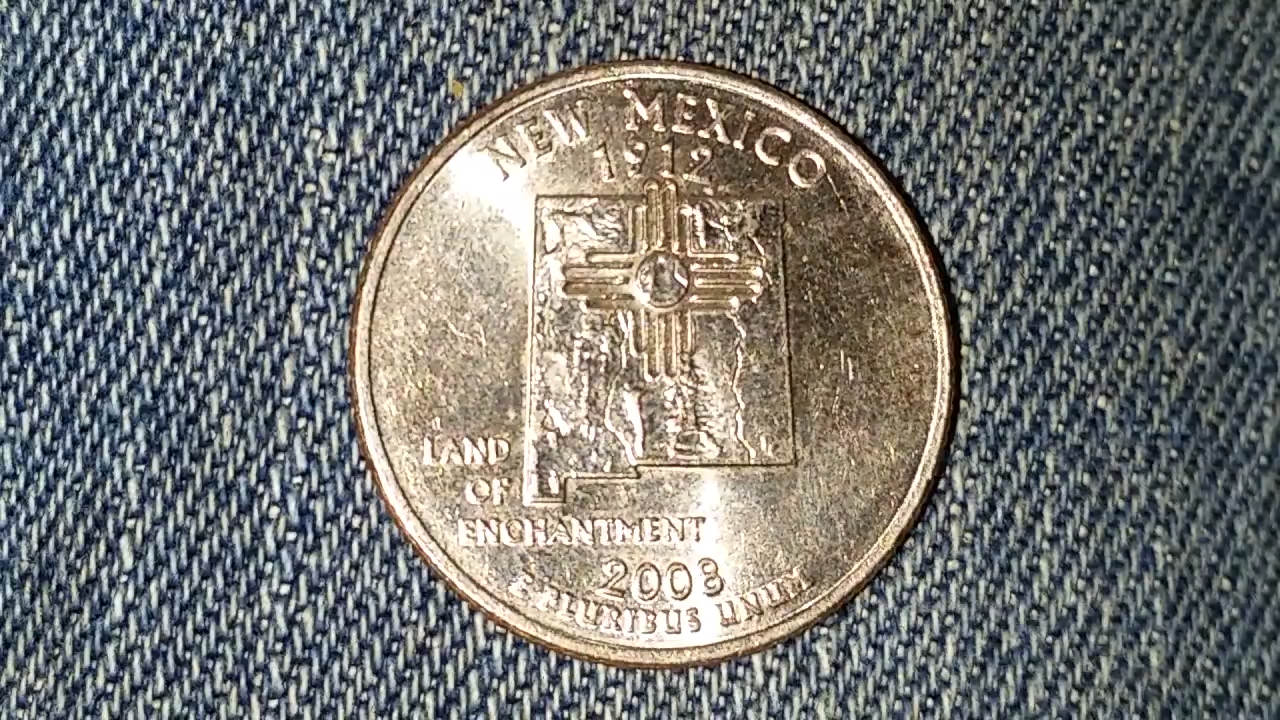 NEW MEXICO
1912
LAND
OF
ENCHANTMENT
2008
E PLURIBUS UNUM